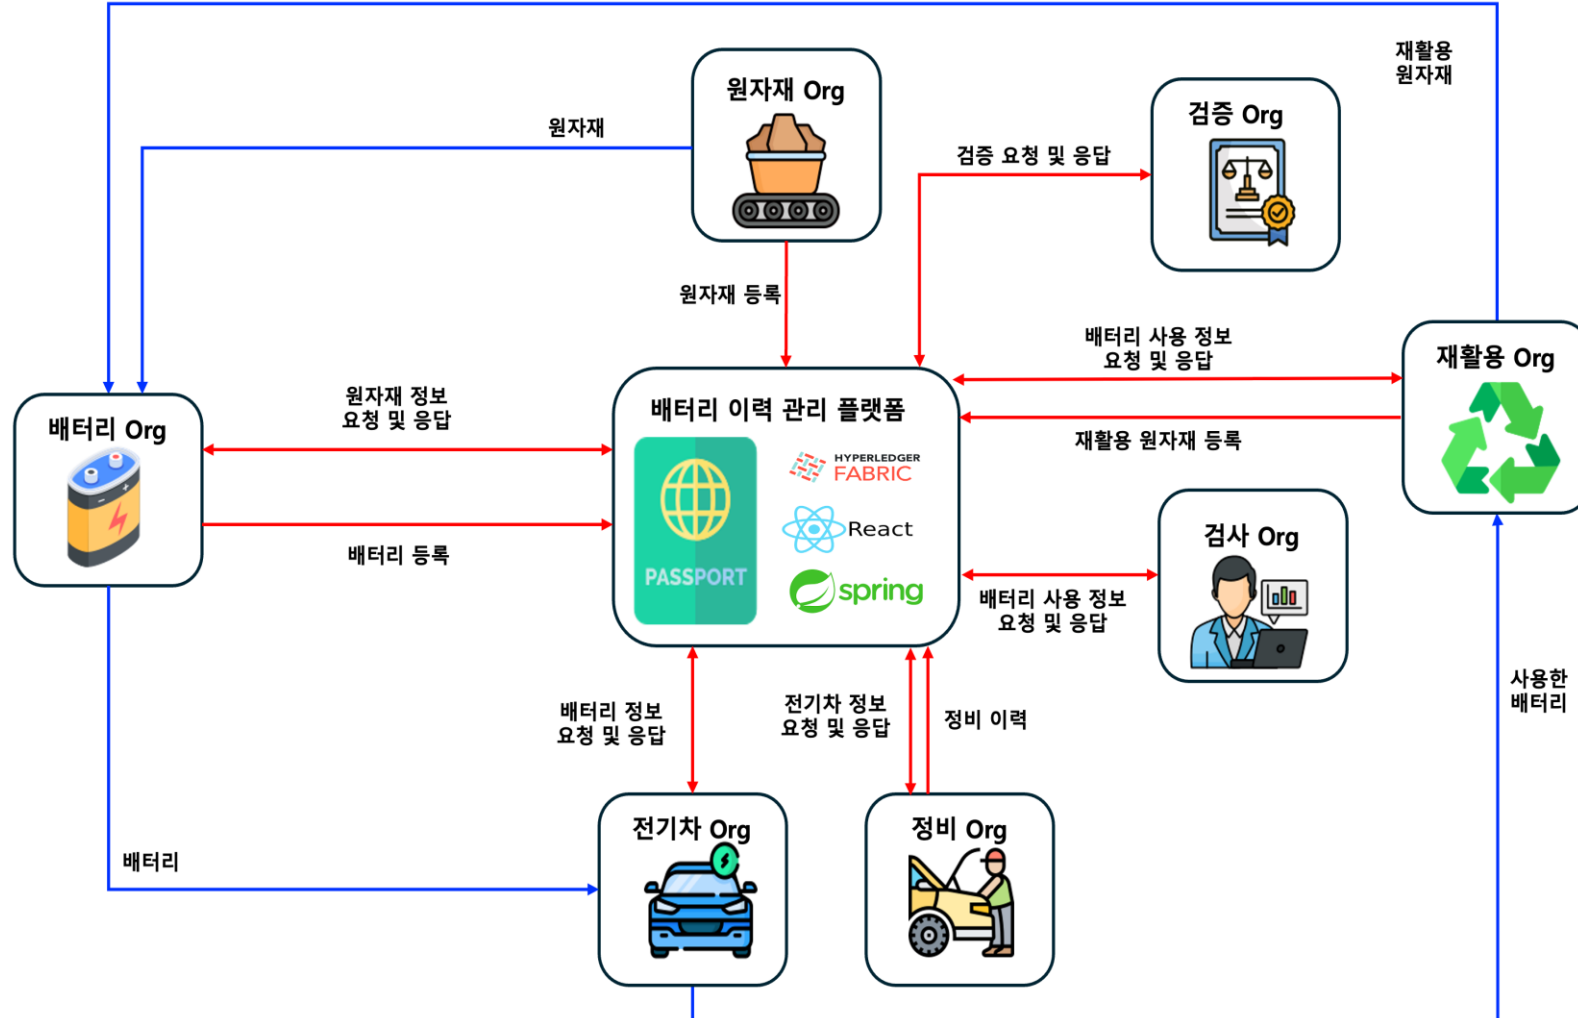 재활용
원자재
원자재 Org
검증 Org
원자재
검증 요청 및 응답
원자재 등록
배터리 사용 정보
요청 및 응답
재활용 Org
원자재 정보
요청 및 응답
배터리 Org
배터리 이력 관리 플랫폼
재활용 원자재 등록
HYPERLEDGER
FABRIC
React
PASSPORT
spring
배터리 등록
검사 Org
배터리 사용 정보
요청 및 응답
사용한
배터리
배터리 정보
요청 및 응답
전기차 정보
요청 및 응답
정비 이력
전기차 Org
정비 Org
배터리